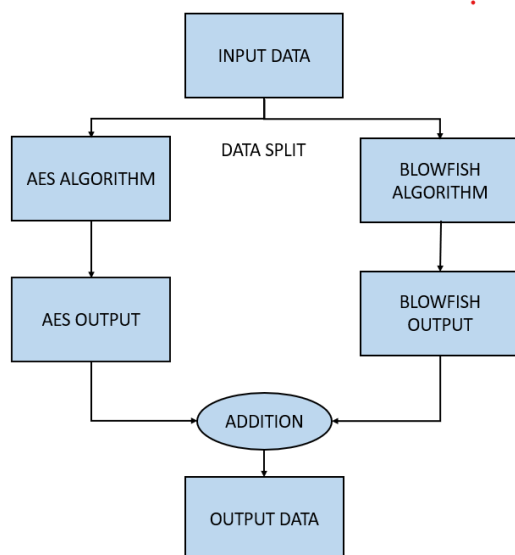 INPUT DATA
DATA SPLIT
AES ALGORITHM
BLOWFISH
ALGORITHM
AES OUTPUT
BLOWFISH
OUTPUT
ADDITION
OUTPUT DATA